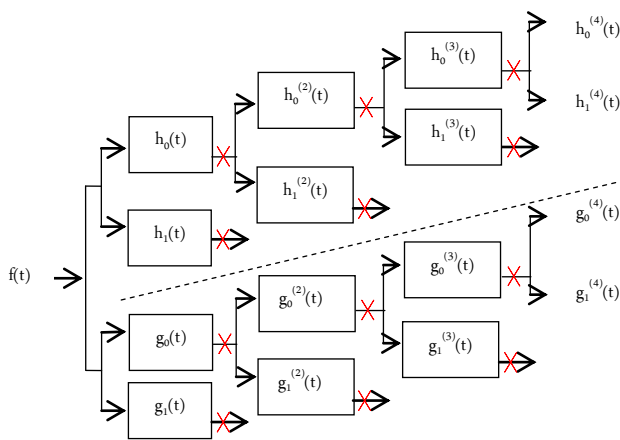 h₀⁽⁴⁾(t)
h₀⁽³⁾(t)
h₀⁽²⁾(t)
h₁⁽⁴⁾(t)
h₀(t)
h₁⁽³⁾(t)
h₁⁽²⁾(t)
h₁(t)
g₀⁽⁴⁾(t)
f(t)
g₀⁽³⁾(t)
g₀⁽²⁾(t)
g₁⁽⁴⁾(t)
g₀(t)
g₁⁽³⁾(t)
g₁⁽²⁾(t)
g₁(t)